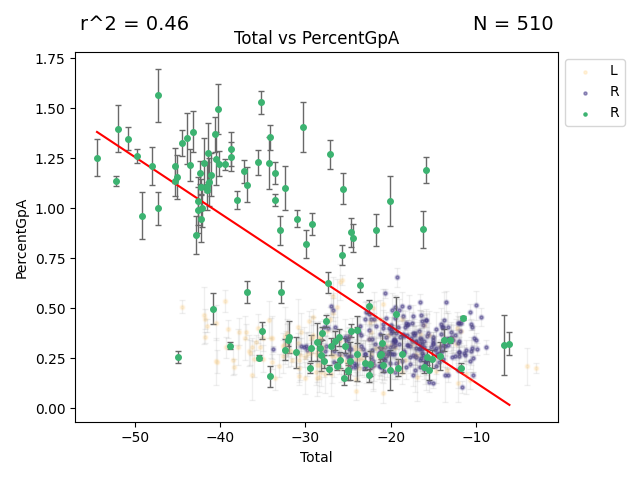 r^2 = 0.46
N = 510
Total vs PercentGpA
L
R
R
1.75
1.50
1.25
1.00
0.75
0.50
0.25
0.00
PercentGpA
−50
−40
−30
−20
−10
Total